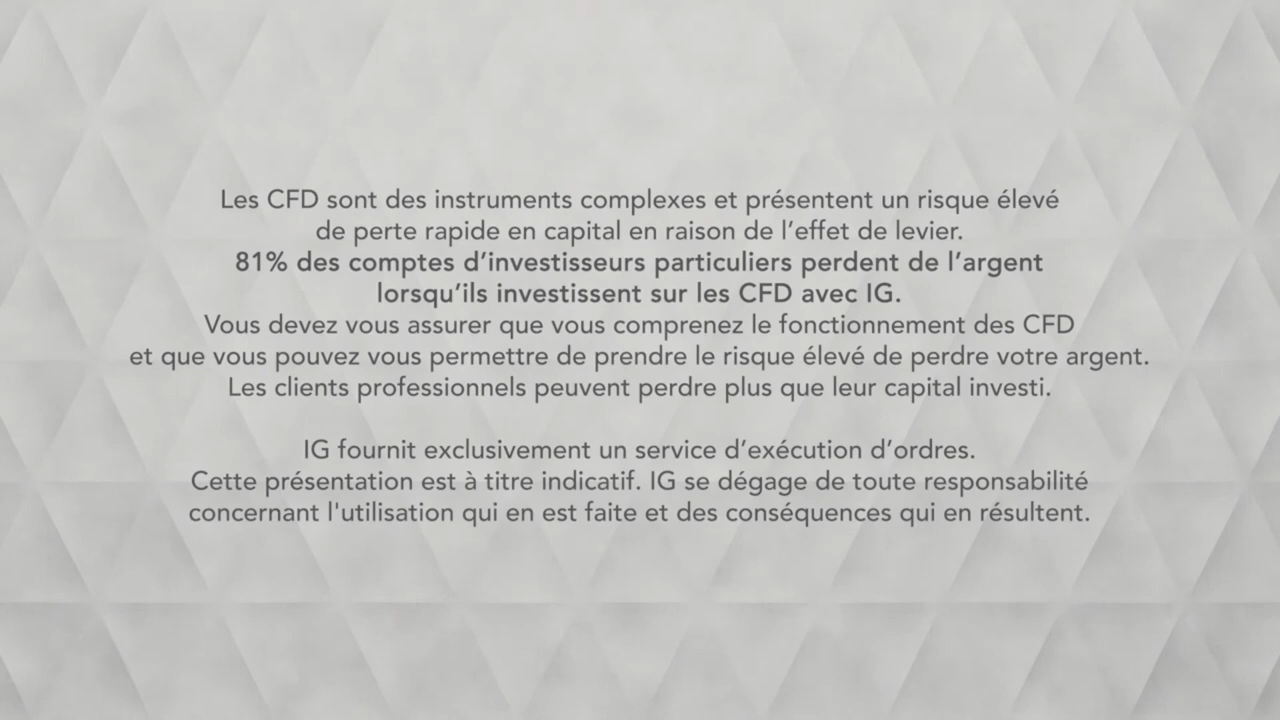 Les CFD sont des instruments complexes et présentent un risque élevé
de perte rapide en capital en raison de l’effet de levier.
81% des comptes d’investisseurs particuliers perdent de l’argent
lorsqu’ils investissent sur les CFD avec IG.
Vous devez vous assurer que vous comprenez le fonctionnement des CFD
et que vous pouvez vous permettre de prendre le risque élevé de perdre votre argent.
Les clients professionnels peuvent perdre plus que leur capital investi.
IG fournit exclusivement un service d’exécution d’ordres.
Cette présentation est à titre indicatif. IG se dégage de toute responsabilité
concernant l'utilisation qui en est faite et des conséquences qui en résultent.